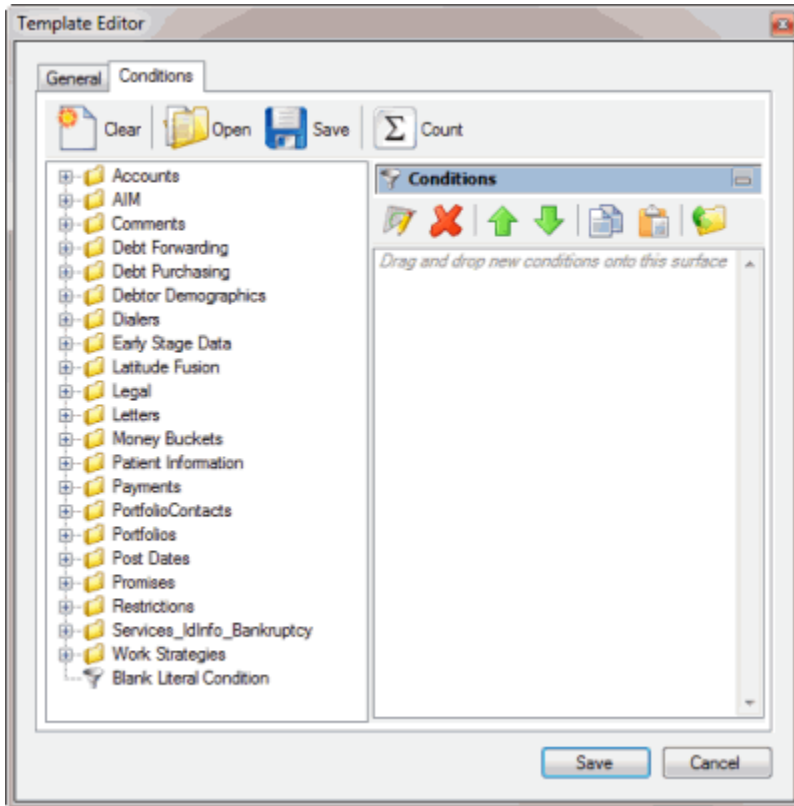 Template Editor
General Conditions
Clear Open Save Σ Count
Accounts
AIM
Comments
Debt Forwarding
Debt Purchasing
Debtor Demographics
Dialers
Early Stage Data
Latitude Fusion
Legal
Letters
Money Buckets
Patient Information
Payments
PortfolioContacts
Portfolios
Post Dates
Promises
Restrictions
Services_IdInfo_Bankruptcy
Work Strategies
Blank Literal Condition
Conditions
Drag and drop new conditions onto this surface
Save Cancel